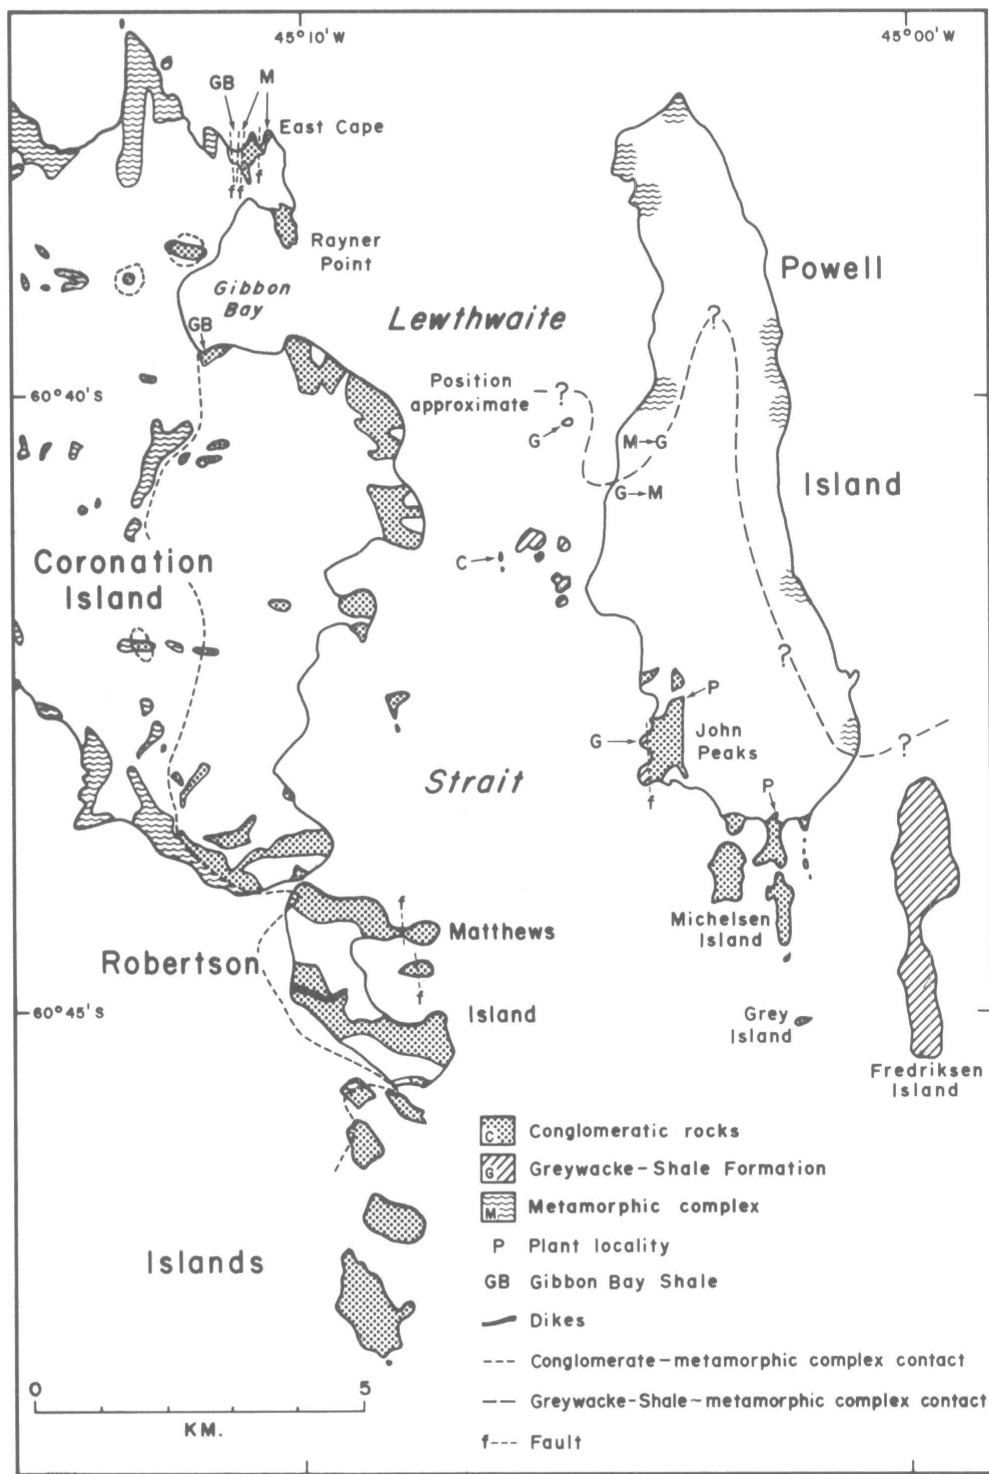 45°10'W
45°00'W
GB
M
East Cape
ff
f
Rayner
Point
Gibbon
Bay
GB
Powell
Lewthwaite
60°40'S
Position
approximate
?
?
G
M→G
G→M
Island
Coronation
Island
C
?
P
G
John
Peaks
f
P
?
Strait
Michelsen
Island
f
Matthews
Robertson
f
Island
60°45'S
Grey
Island
Fredriksen
Island
C Conglomeratic rocks
G Greywacke-Shale Formation
M Metamorphic complex
P Plant locality
GB Gibbon Bay Shale
Dikes
Conglomerate-metamorphic complex contact
Greywacke-Shale-metamorphic complex contact
f--- Fault
Islands
0 5
KM.